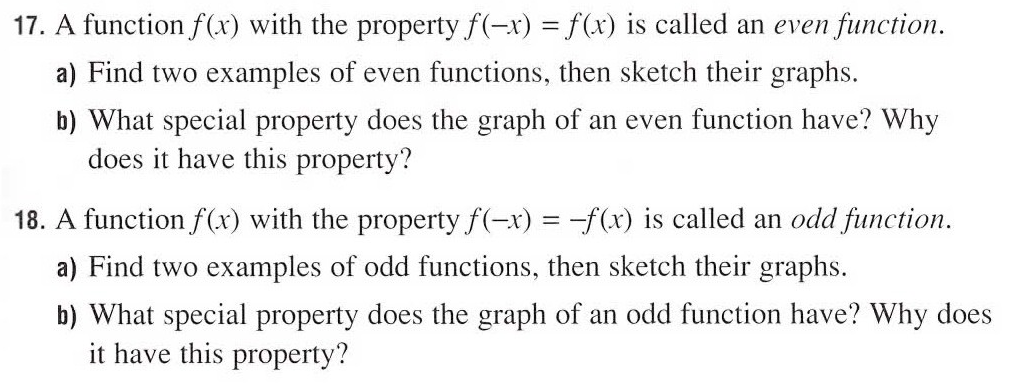 17. A function f(x) with the property f(−x) = f(x) is called an even function.
a) Find two examples of even functions, then sketch their graphs.
b) What special property does the graph of an even function have? Why
does it have this property?
18. A function f(x) with the property f(−x) = −f(x) is called an odd function.
a) Find two examples of odd functions, then sketch their graphs.
b) What special property does the graph of an odd function have? Why does
it have this property?